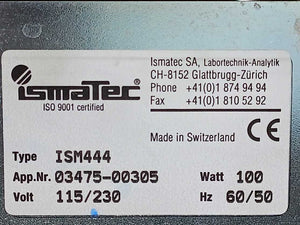 ismatec
ISO 9001 certified
Ismatec SA, Labortechnik-Analytik
CH-8152 Glattbrugg-Zürich
Phone +41(0)1 874 94 94
Fax +41(0)1 810 52 92
Made in Switzerland CE
Type ISM444
App.Nr. 03475-00305 Watt 100
Volt 115/230 Hz 60/50